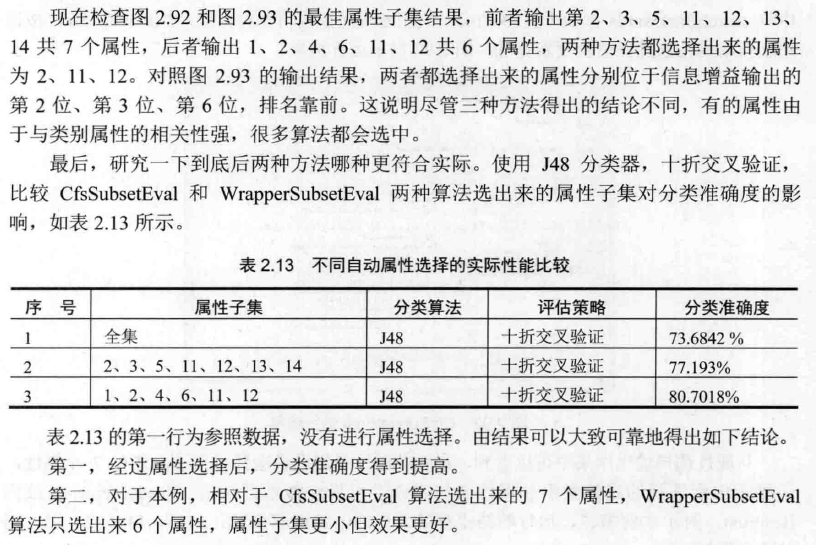 现在检查图 2.92 和图 2.93 的最佳属性子集结果，前者输出第 2、3、5、11、12、13、
14 共 7 个属性，后者输出 1、2、4、6、11、12 共 6 个属性，两种方法都选择出来的属性
为 2、11、12。对照图 2.93 的输出结果，两者都选择出来的属性分别位于信息增益输出的
第 2 位、第 3 位、第 6 位，排名靠前。这说明尽管三种方法得出的结论不同，有的属性由
于与类别属性的相关性强，很多算法都会选中。
最后，研究一下到底后两种方法哪种更符合实际。使用 J48 分类器，十折交叉验证，
比较 CfsSubsetEval 和 WrapperSubsetEval 两种算法选出来的属性子集对分类准确度的影
响，如表 2.13 所示。
表 2.13 不同自动属性选择的实际性能比较
序 号 属性子集 分类算法 评估策略 分类准确度
1 全集 J48 十折交叉验证 73.6842 %
2 2、3、5、11、12、13、14 J48 十折交叉验证 77.193%
3 1、2、4、6、11、12 J48 十折交叉验证 80.7018%
表 2.13 的第一行为参照数据，没有进行属性选择。由结果可以大致可靠地得出如下结论。
第一，经过属性选择后，分类准确度得到提高。
第二，对于本例，相对于 CfsSubsetEval 算法选出来的 7 个属性，WrapperSubsetEval
算法只选出来 6 个属性，属性子集更小但效果更好。